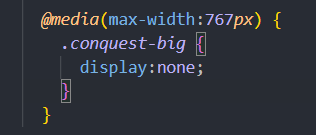 @media(max-width:767px) {
.conquest-big {
display:none;
}
}